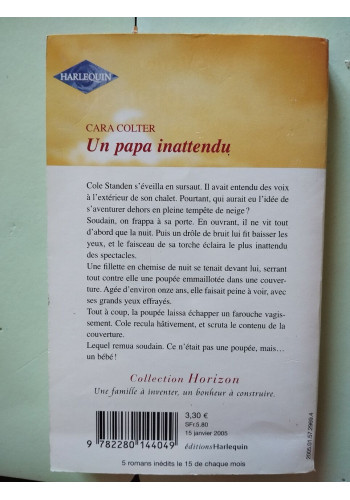 HARLEQUIN
CARA COLTER
Un papa inattendu
Cole Standen s'éveilla en sursaut. Il avait entendu des voix
à l'extérieur de son chalet. Pourtant, qui aurait eu l'idée de
s'aventurer dehors en pleine tempête de neige ?
Soudain, on frappa à sa porte. En ouvrant, il ne vit tout
d'abord que la nuit. Puis un drôle de bruit lui fit baisser les
yeux, et le faisceau de sa torche éclaira le plus inattendu
des spectacles.
Une fillette en chemise de nuit se tenait devant lui, serrant
tout contre elle une poupée emmaillotée dans une couver-
ture. Agée d'environ onze ans, elle faisait peine à voir, avec
ses grands yeux effrayés.
Tout à coup, la poupée laissa échapper un farouche vagis-
sement. Cole recula hâtivement, et scruta le contenu de la
couverture.
Lequel remua soudain. Ce n'était pas une poupée, mais…
un bébé !
Collection Horizon
Une famille à inventer, un bonheur à construire.
3,30 €
SFr5.80
15 janvier 2005
9 782280 144049
éditionsHarlequin
5 romans inédits le 15 de chaque mois